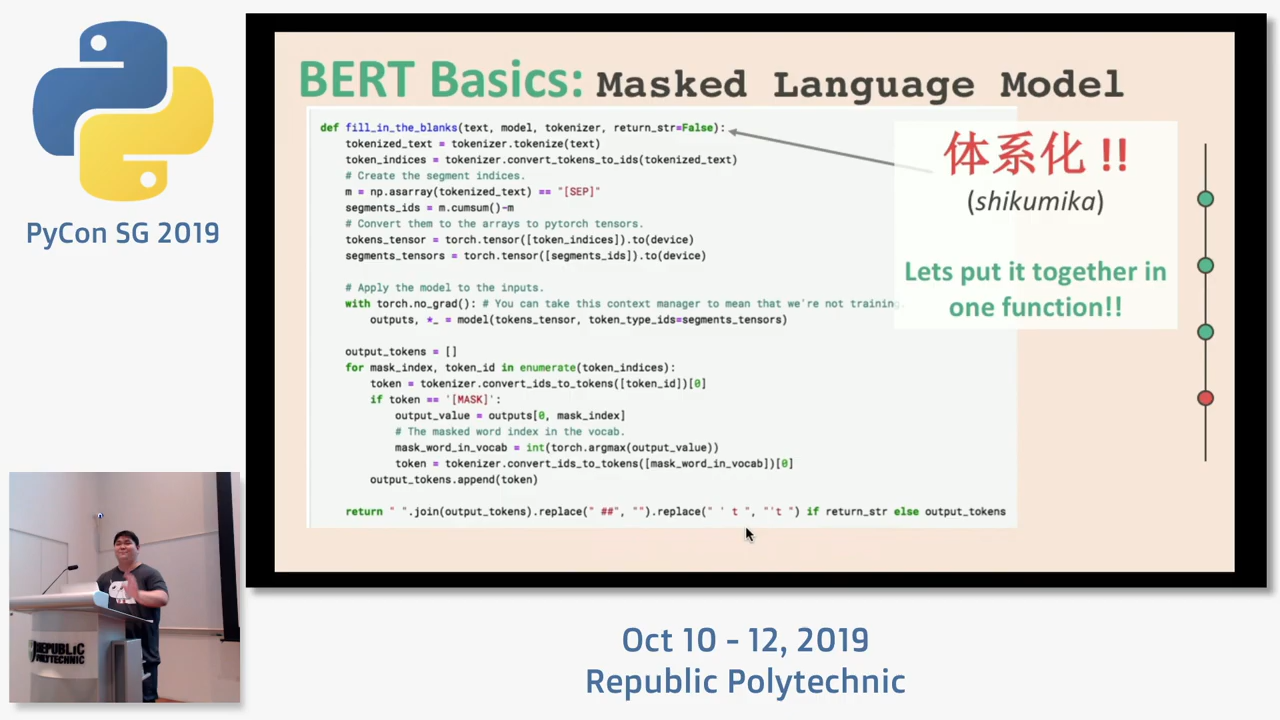 PyCon SG 2019
BERT Basics: Masked Language Model
def fill_in_the_blanks(text, model, tokenizer, return_str=False):
    tokenized_text = tokenizer.tokenize(text)
    token_indices = tokenizer.convert_tokens_to_ids(tokenized_text)
    # Create the segment indices.
    m = np.asarray(tokenized_text) == "[SEP]"
    segments_ids = m.cumsum()-m
    # Convert them to the arrays to pytorch tensors.
    tokens_tensor = torch.tensor([token_indices]).to(device)
    segments_tensors = torch.tensor([segments_ids]).to(device)
    # Apply the model to the inputs.
    with torch.no_grad(): # You can take this context manager to mean that we're not training.
        outputs, *_ = model(tokens_tensor, token_type_ids=segments_tensors)
    output_tokens = []
    for mask_index, token_id in enumerate(token_indices):
        token = tokenizer.convert_ids_to_tokens([token_id])[0]
        if token == '[MASK]':
            output_value = outputs[0, mask_index]
            # The masked word index in the vocab.
            mask_word_in_vocab = int(torch.argmax(output_value))
            token = tokenizer.convert_ids_to_tokens([mask_word_in_vocab])[0]
        output_tokens.append(token)
    return " ".join(output_tokens).replace(" ##", "").replace(" ' t ", "'t ") if return_str else output_tokens
体系化 !!
(shikumika)
Lets put it together in
one function!!
REPUBLIC
POLYTECHNIC
Oct 10 - 12, 2019
Republic Polytechnic